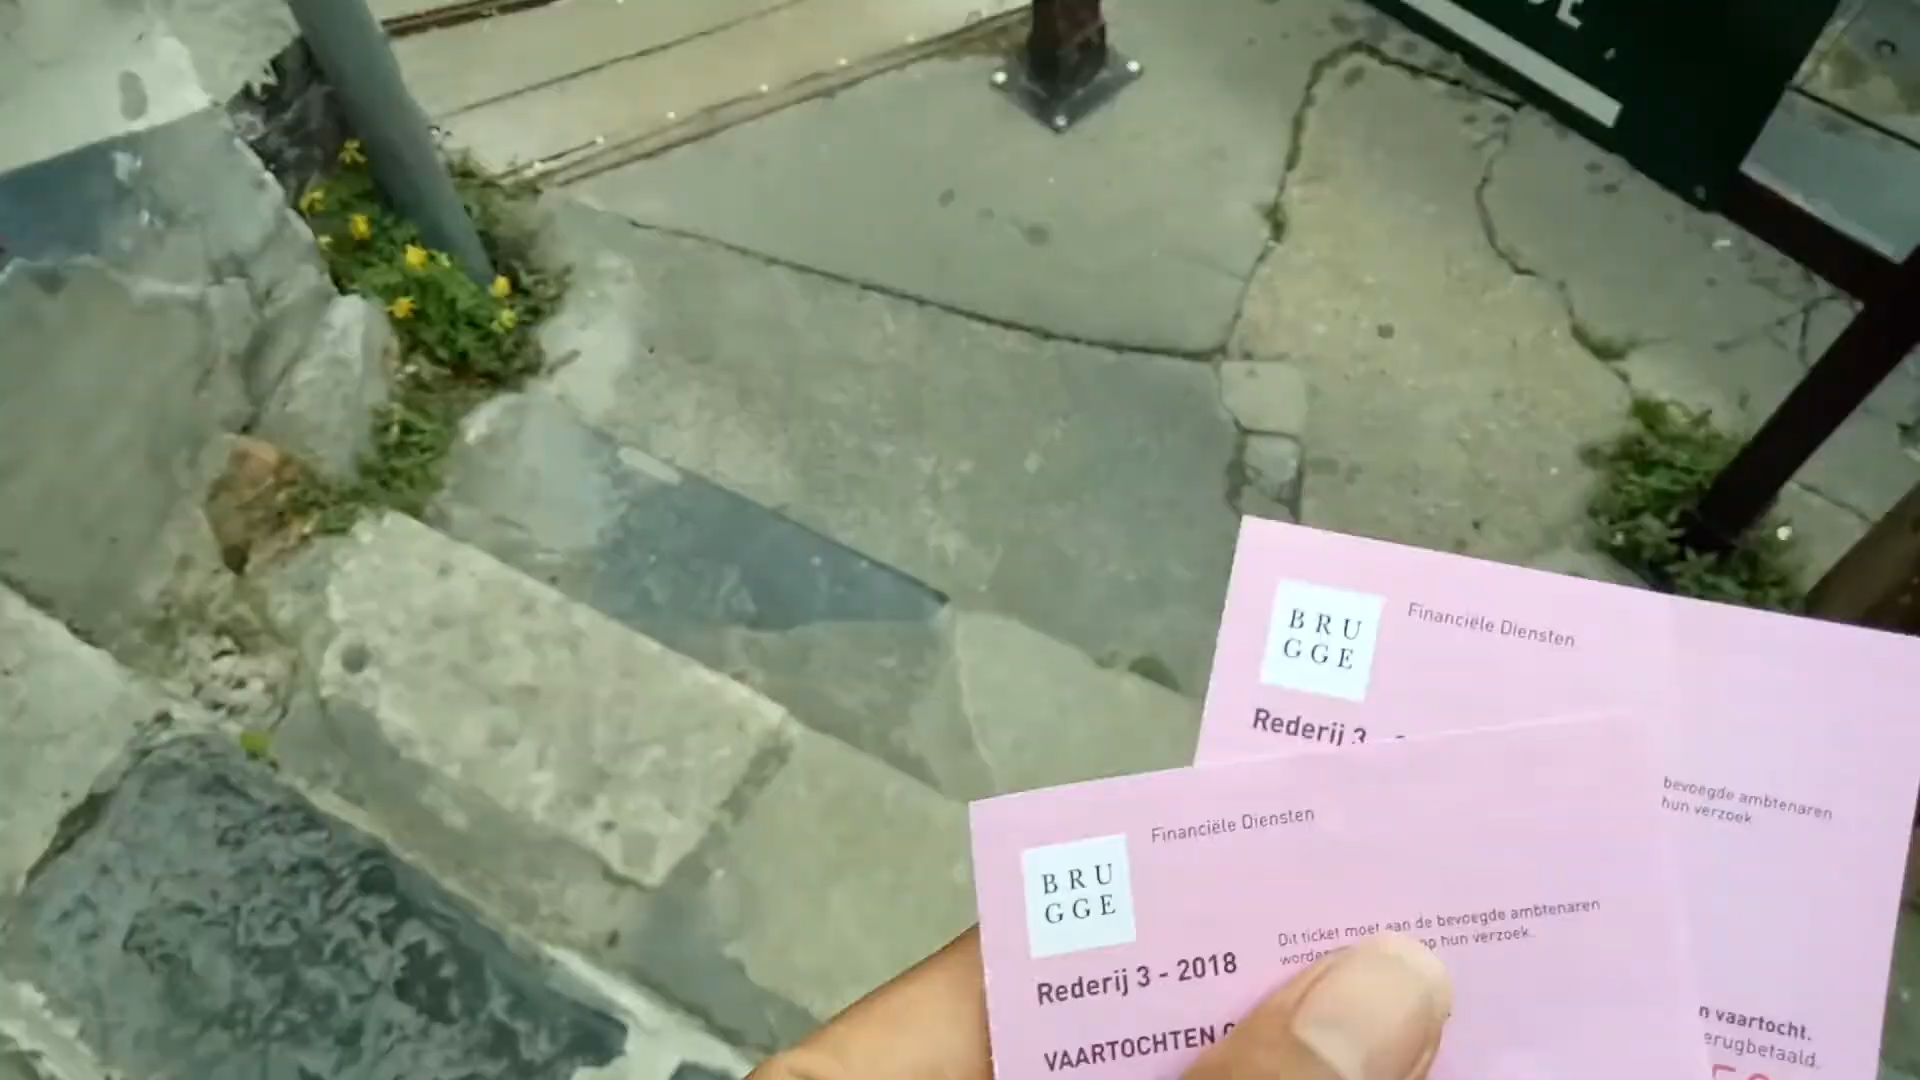 BRU
GGE
Financiële Diensten
Rederij 3 -
bevoegde ambtenaren
hun verzoek
n vaartocht.
erugbetaald.
BRU
GGE
Financiële Diensten
Dit ticket moet aan de bevoegde ambtenaren
op hun verzoek.
Rederij 3 - 2018
VAARTOCHTEN